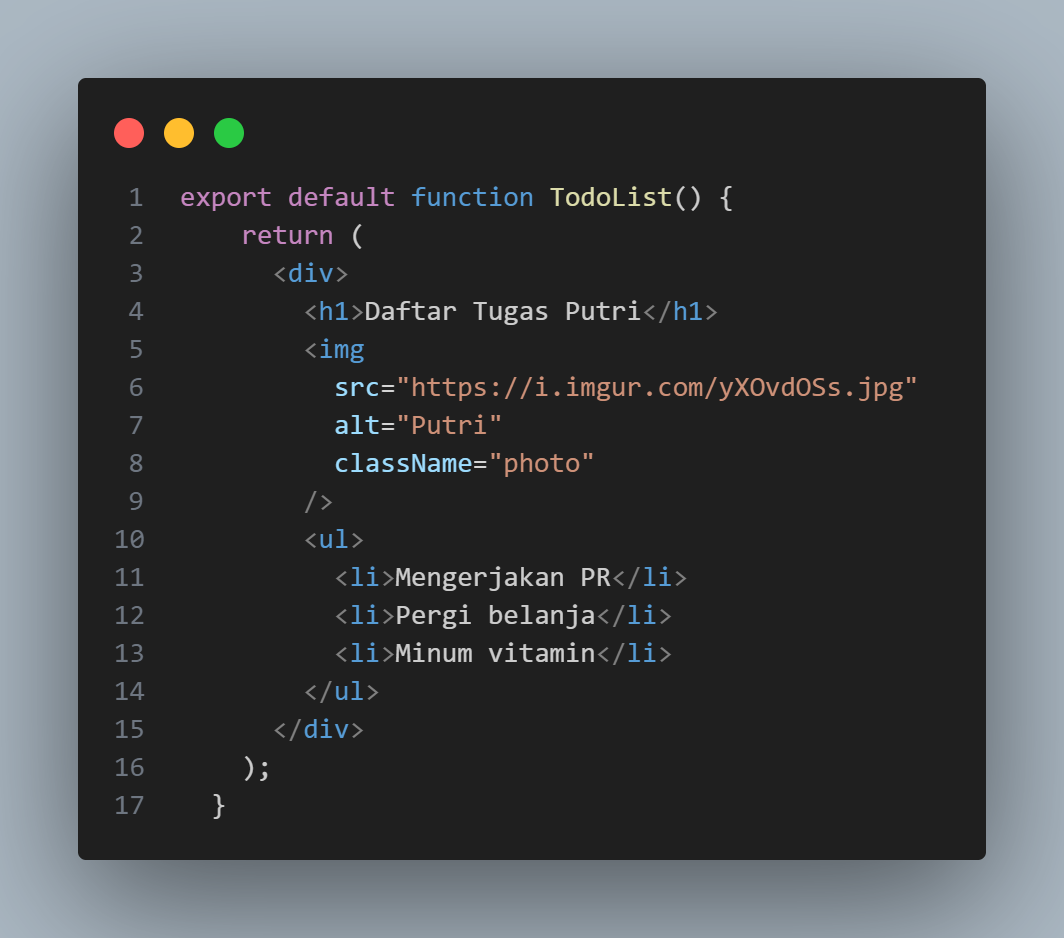 1 export default function TodoList() {
2 return (
3 <div>
4 <h1>Daftar Tugas Putri</h1>
5 <img
6 src="https://i.imgur.com/yXOvdOSs.jpg"
7 alt="Putri"
8 className="photo"
9 />
10 <ul>
11 <li>Mengerjakan PR</li>
12 <li>Pergi belanja</li>
13 <li>Minum vitamin</li>
14 </ul>
15 </div>
16 );
17 }